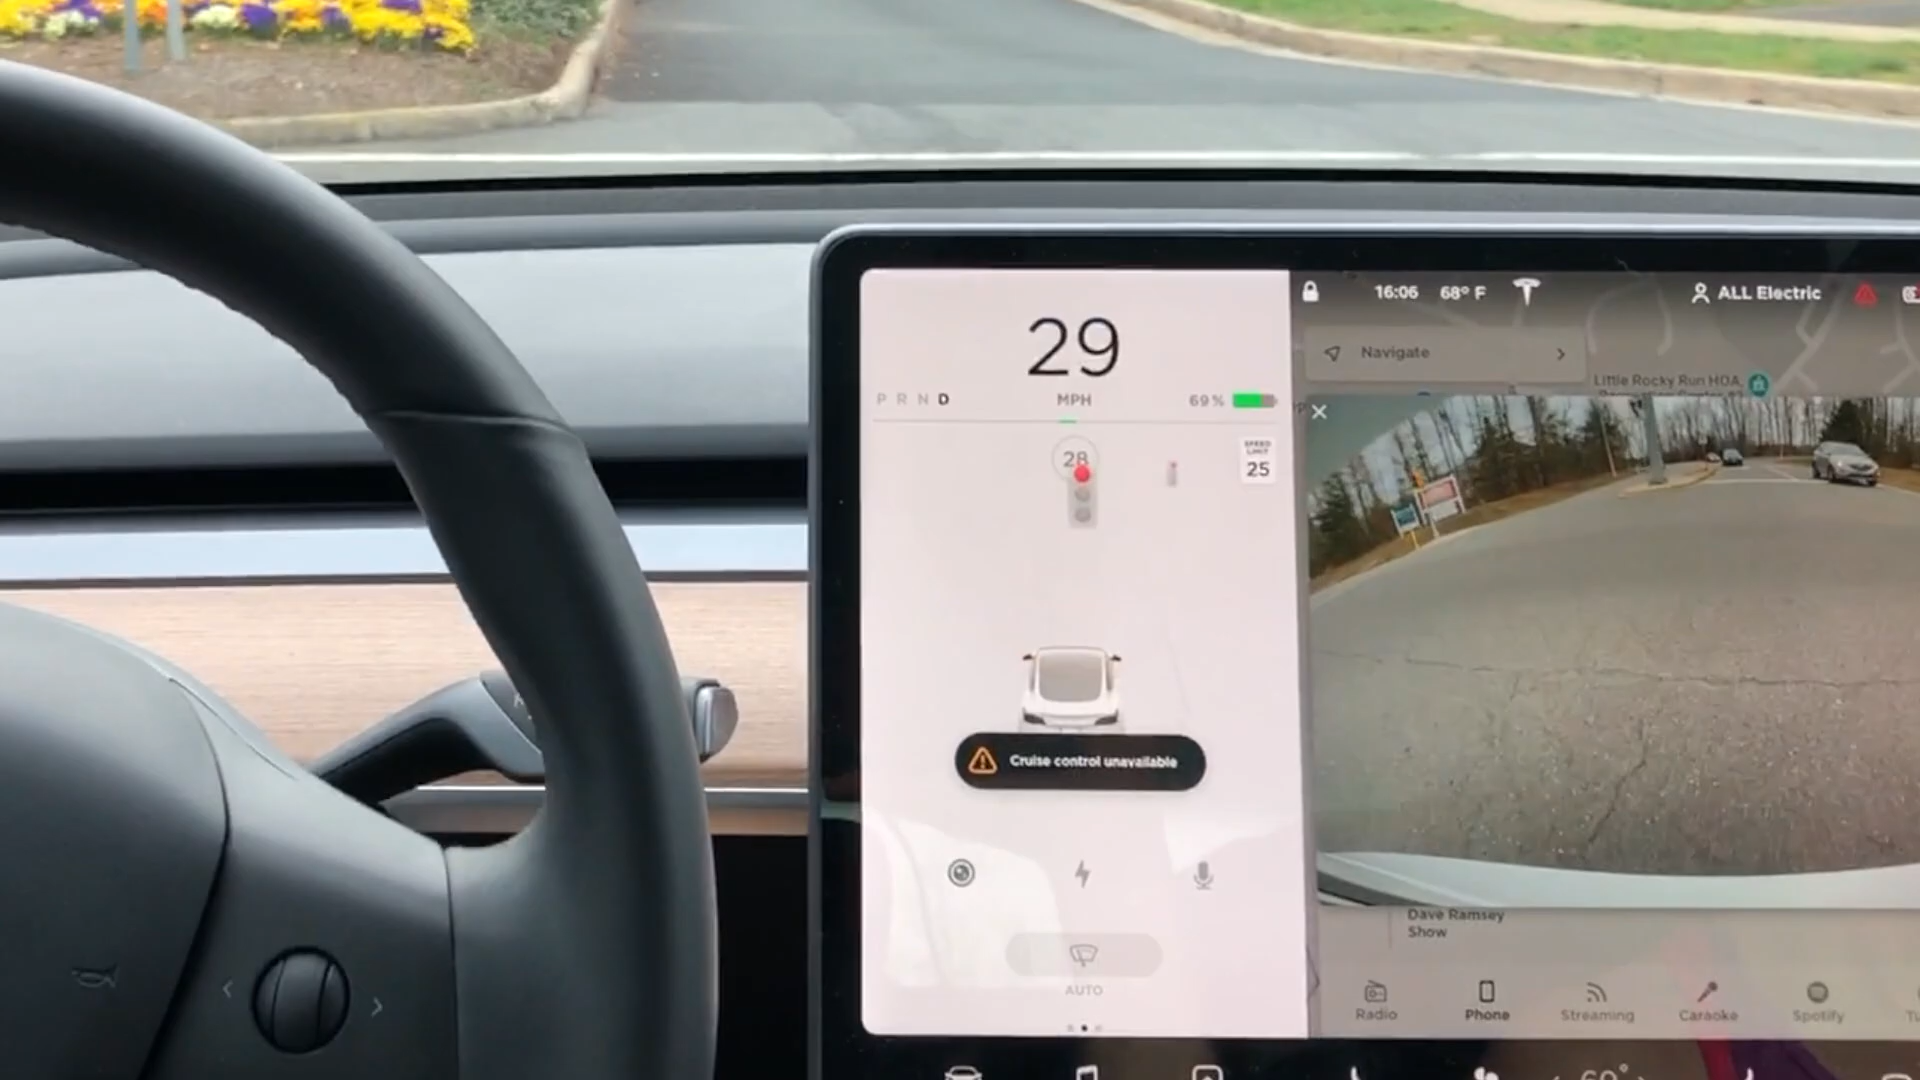 29
P R N D
MPH
69%
28
SPEED
LIMIT
25
Cruise control unavailable
AUTO
16:06
68° F
ALL Electric
Navigate
Little Rocky Run HOA,
Dave Ramsey
Show
Radio
Phone
Streaming
Caraoke
Spotify